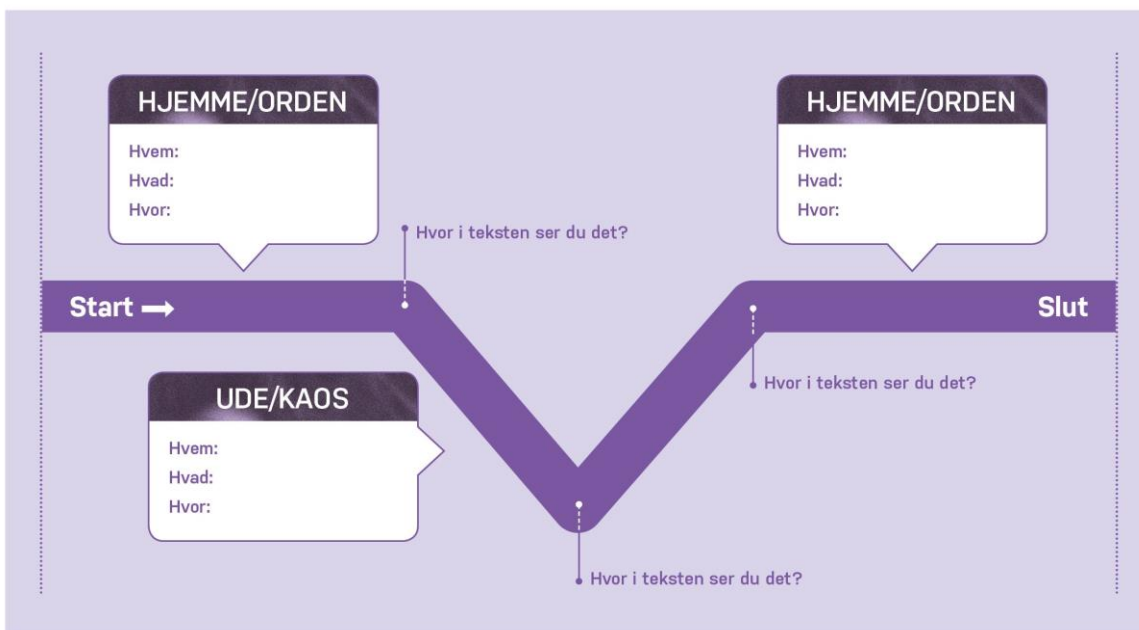 HJEMME/ORDEN
Hvem:
Hvad:
Hvor:
HJEMME/ORDEN
Hvem:
Hvad:
Hvor:
Hvor i teksten ser du det?
Start →
Slut
UDE/KAOS
Hvem:
Hvad:
Hvor:
Hvor i teksten ser du det?
Hvor i teksten ser du det?